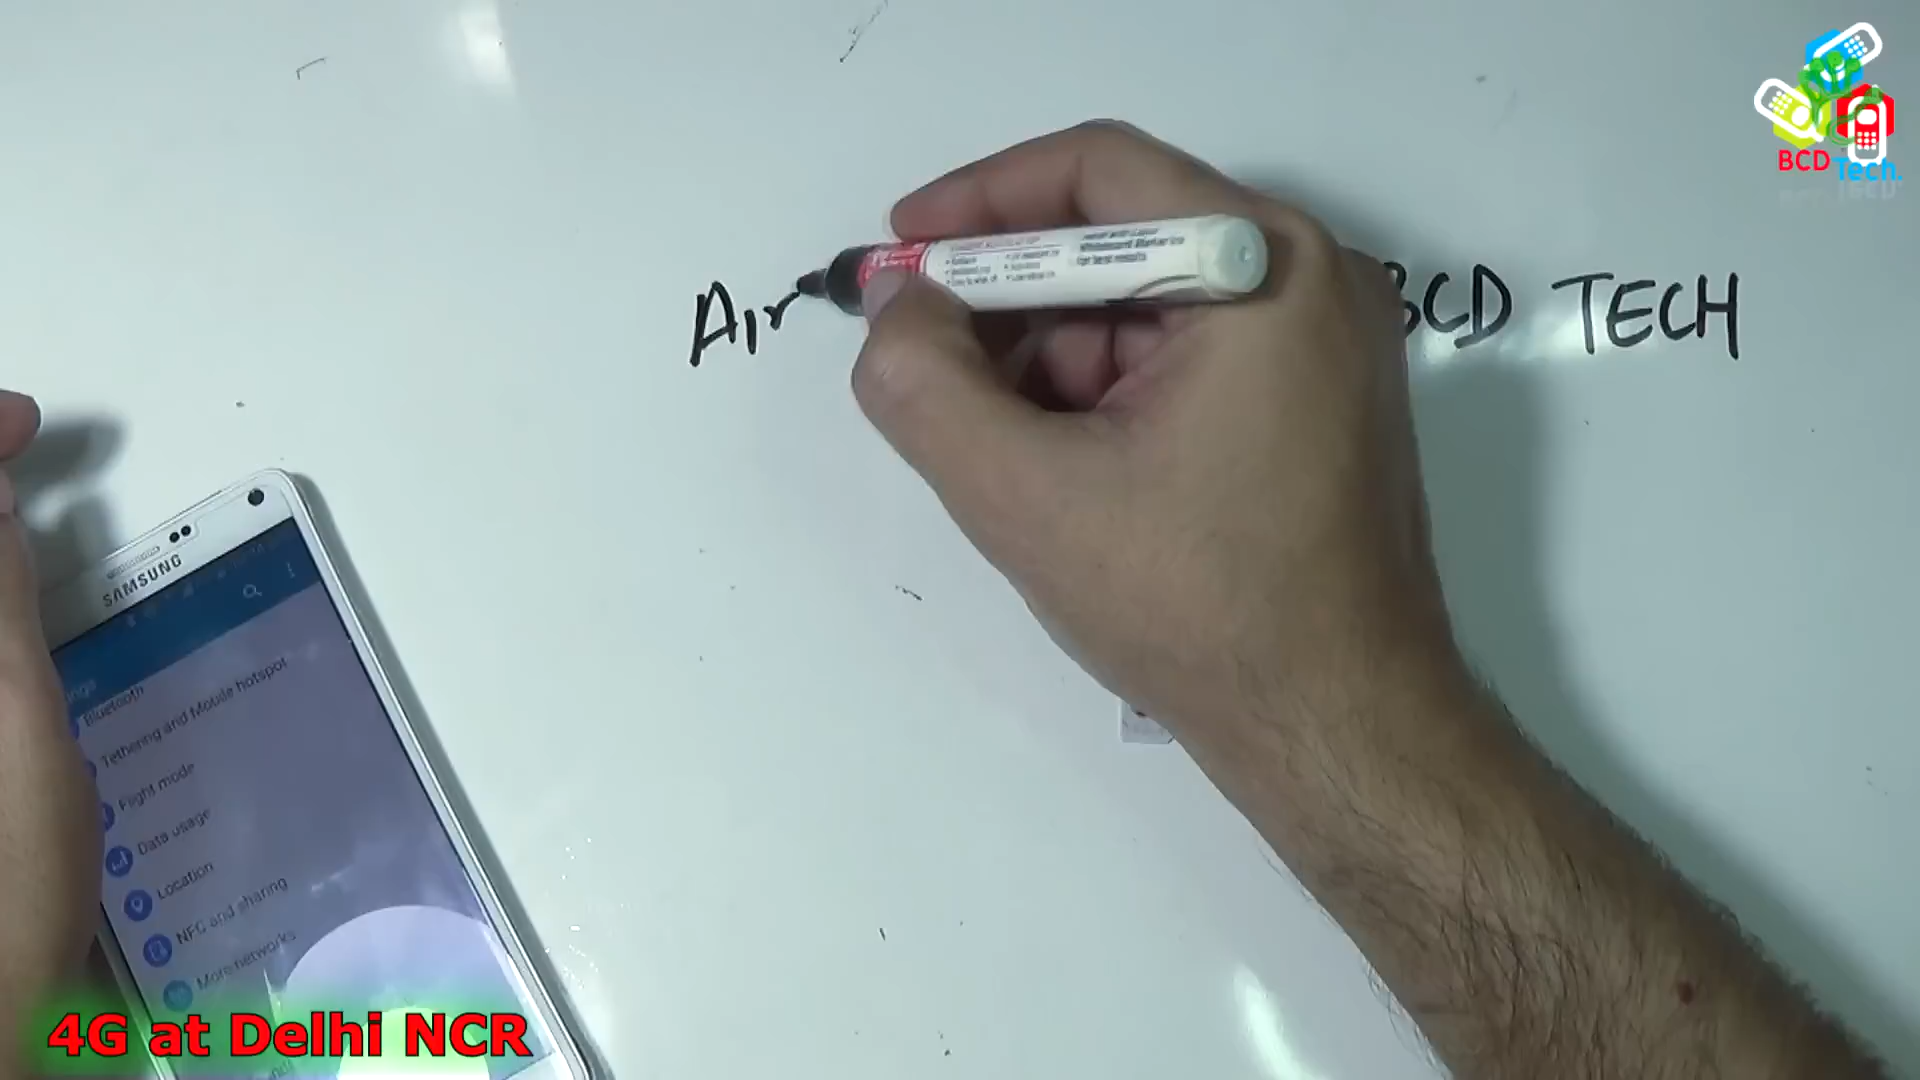 BCD Tech.
Air BCD TECH
SAMSUNG
Bluetooth
Tethering and Mobile hotspot
Flight mode
Data usage
Location
NFC and sharing
More networks
4G at Delhi NCR